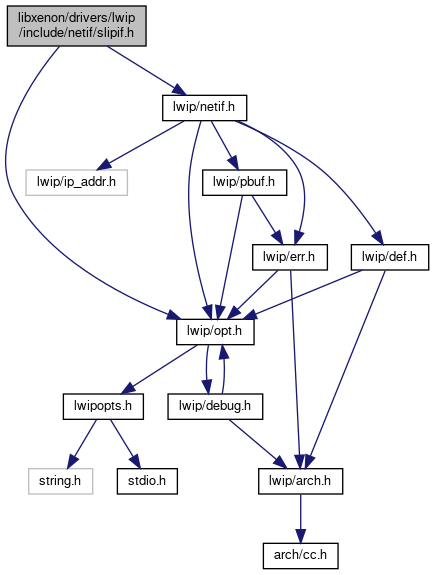 libxenon/drivers/lwip
/include/netif/slipif.h
lwip/netif.h
lwip/ip_addr.h
lwip/pbuf.h
lwip/err.h
lwip/def.h
lwip/opt.h
lwipopts.h
lwip/debug.h
string.h
stdio.h
lwip/arch.h
arch/cc.h